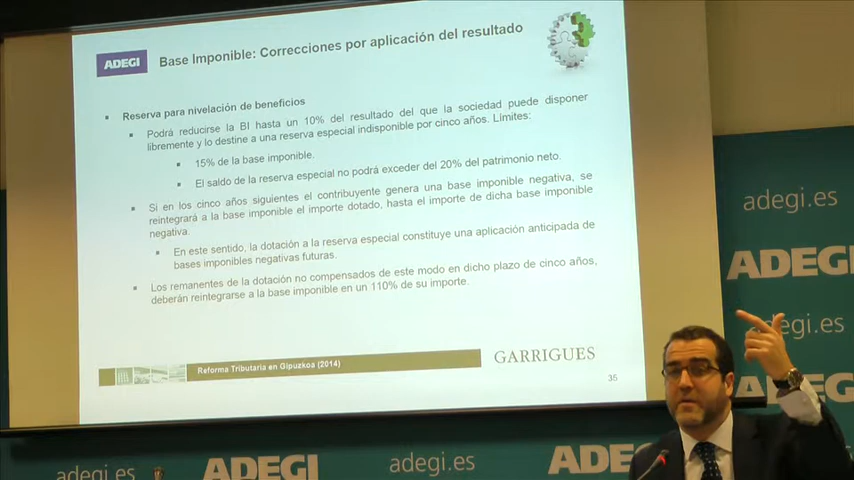 ADEGI
Base Imponible: Correcciones por aplicación del resultado
Reserva para nivelación de beneficios
Podrá reducirse la BI hasta un 10% del resultado del que la sociedad puede disponer
libremente y lo destine a una reserva especial indisponible por cinco años. Límites:
15% de la base imponible.
El saldo de la reserva especial no podrá exceder del 20% del patrimonio neto.
Si en los cinco años siguientes el contribuyente genera una base imponible negativa, se
reintegrará a la base imponible el importe dotado, hasta el importe de dicha base imponible
negativa.
En este sentido, la dotación a la reserva especial constituye una aplicación anticipada de
bases imponibles negativas futuras.
Los remanentes de la dotación no compensados de este modo en dicho plazo de cinco años,
deberán reintegrarse a la base imponible en un 110% de su importe.
Reforma Tributaria en Gipuzkoa (2014)
GARRIGUES
35
adegi.es
ADEGI
adegi.es
ADEGI
adegi.es
ADEGI
adegi.es
ADEGI